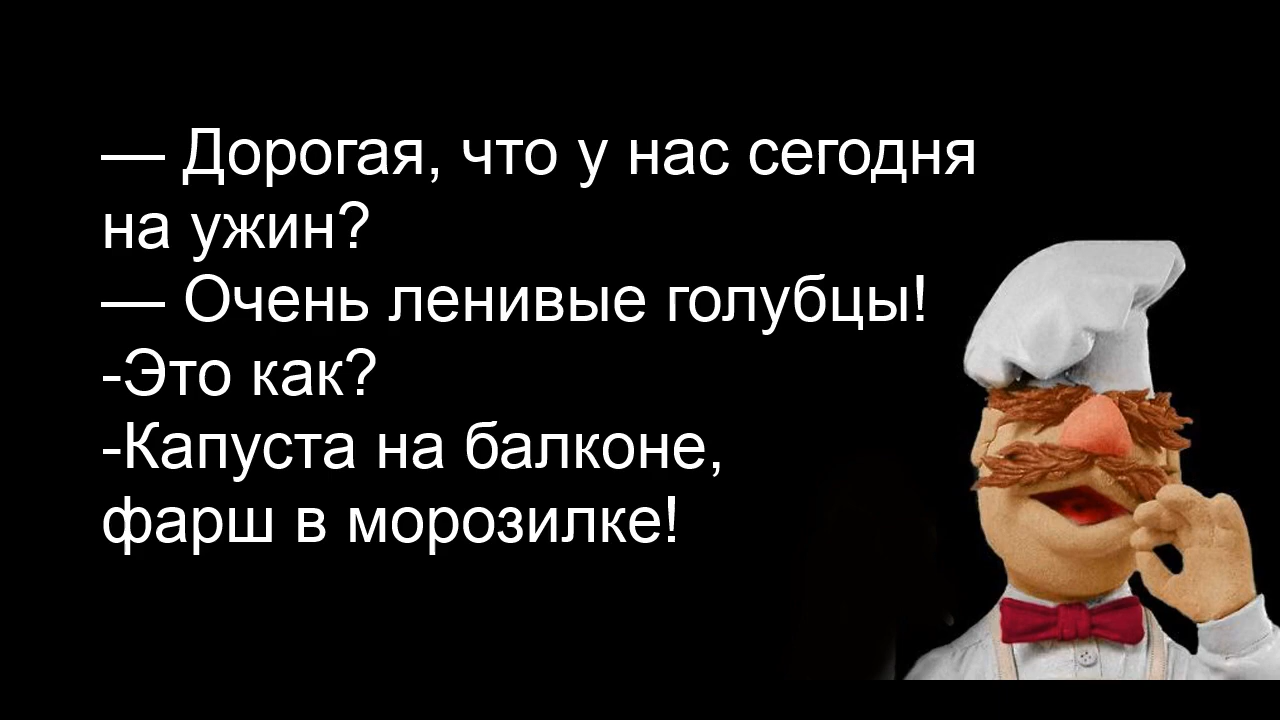 — Дорогая, что у нас сегодня
на ужин?
— Очень ленивые голубцы!
-Это как?
-Капуста на балконе,
фарш в морозилке!